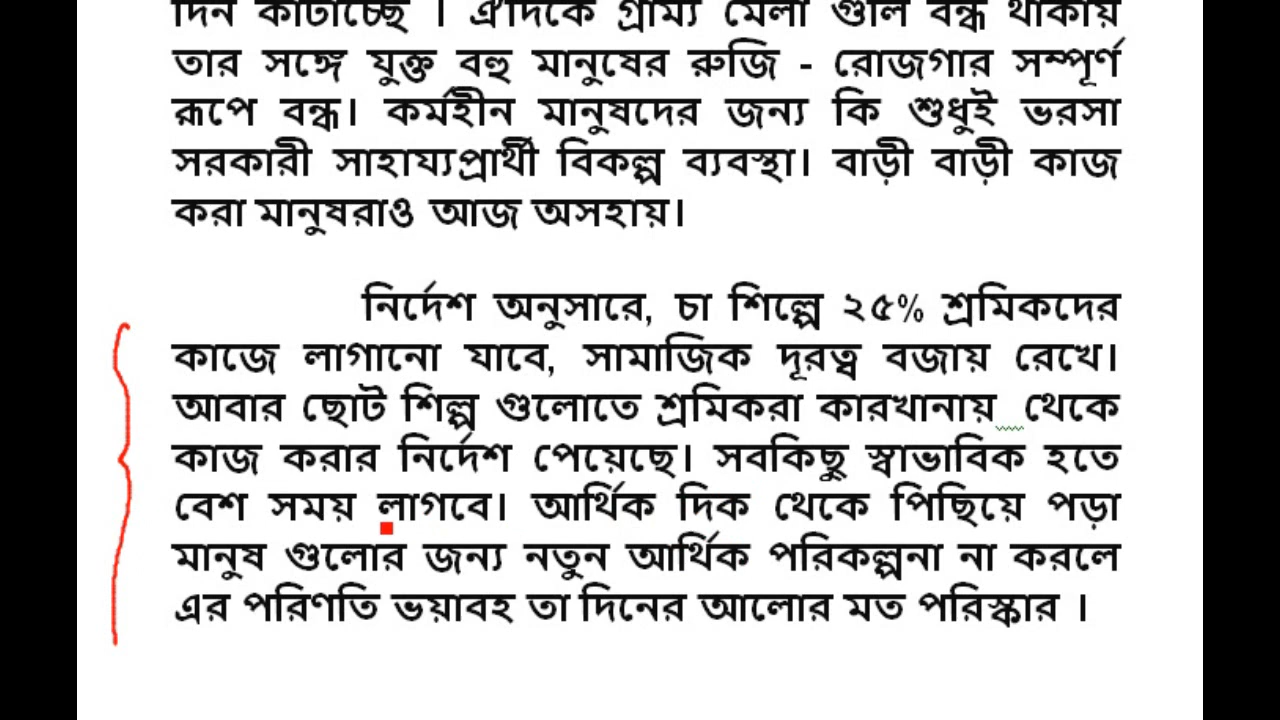 দিন কাটাচ্ছে । ঐদিকে গ্রাম্য মেলা গুলি বন্ধ থাকায়
তার সঙ্গে যুক্ত বহু মানুষের রুজি - রোজগার সম্পূর্ণ
রূপে বন্ধ। কর্মহীন মানুষদের জন্য কি শুধুই ভরসা
সরকারী সাহায্যপ্রার্থী বিকল্প ব্যবস্থা। বাড়ী বাড়ী কাজ
করা মানুষরাও আজ অসহায়।
নির্দেশ অনুসারে, চা শিল্পে ২৫% শ্রমিকদের
কাজে লাগানো যাবে, সামাজিক দূরত্ব বজায় রেখে।
আবার ছোট শিল্প গুলোতে শ্রমিকরা কারখানায় থেকে
কাজ করার নির্দেশ পেয়েছে। সবকিছু স্বাভাবিক হতে
বেশ সময় লাগবে। আর্থিক দিক থেকে পিছিয়ে পড়া
মানুষ গুলোর জন্য নতুন আর্থিক পরিকল্পনা না করলে
এর পরিণতি ভয়াবহ তা দিনের আলোর মত পরিস্কার ।